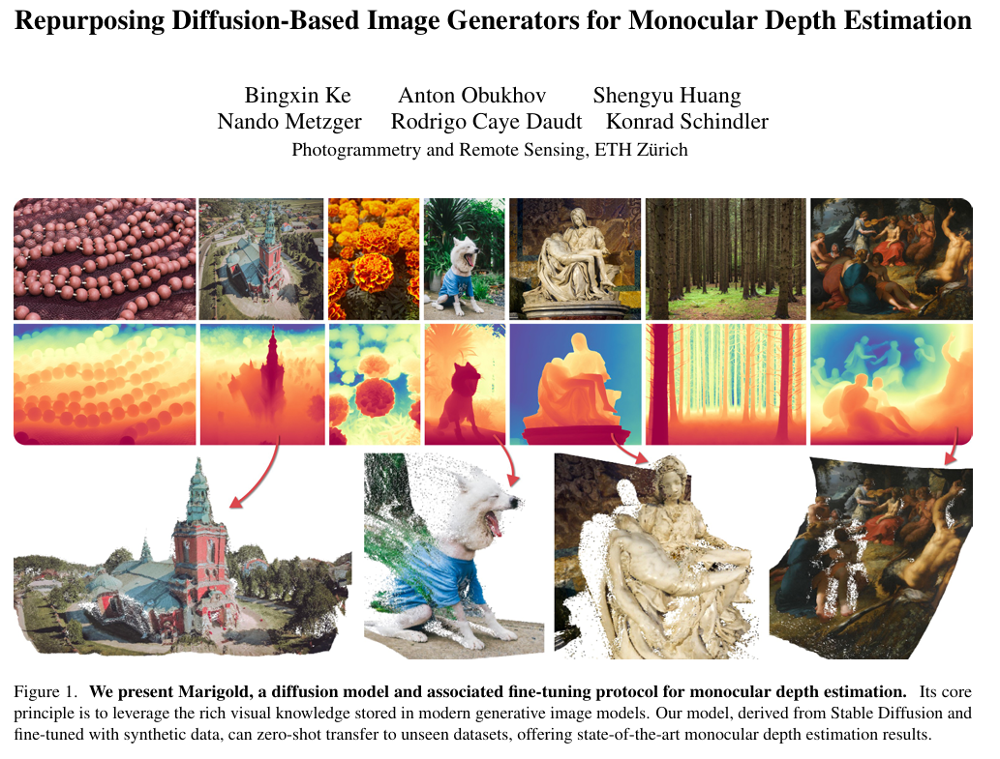 Repurposing Diffusion-Based Image Generators for Monocular Depth Estimation
Bingxin Ke Anton Obukhov Shengyu Huang
Nando Metzger Rodrigo Caye Daudt Konrad Schindler
Photogrammetry and Remote Sensing, ETH Zürich
Figure 1. We present Marigold, a diffusion model and associated fine-tuning protocol for monocular depth estimation. Its core
principle is to leverage the rich visual knowledge stored in modern generative image models. Our model, derived from Stable Diffusion and
fine-tuned with synthetic data, can zero-shot transfer to unseen datasets, offering state-of-the-art monocular depth estimation results.